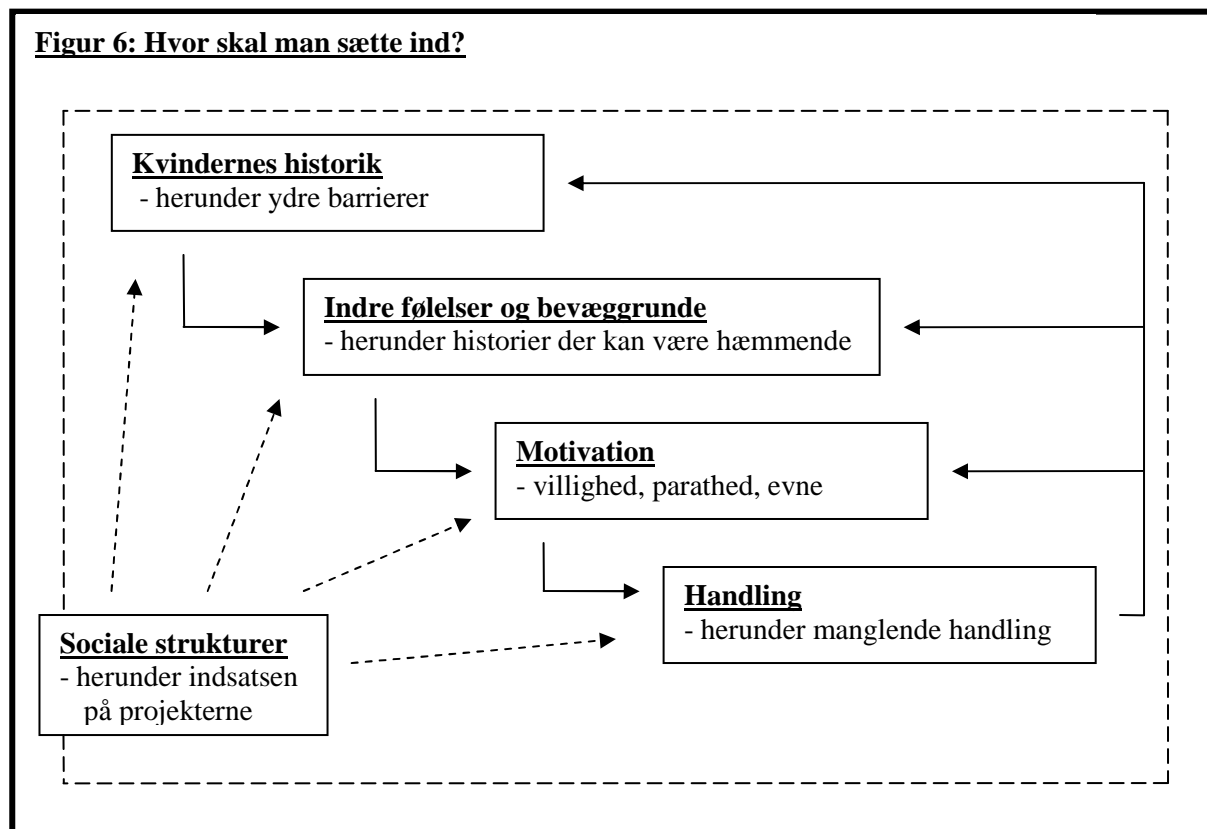 Figur 6: Hvor skal man sætte ind?
Kvindernes historik
- herunder ydre barrierer
Indre følelser og bevæggrunde
- herunder historier der kan være hæmmende
Motivation
- villighed, parathed, evne
Handling
- herunder manglende handling
Sociale strukturer
- herunder indsatsen
på projekterne